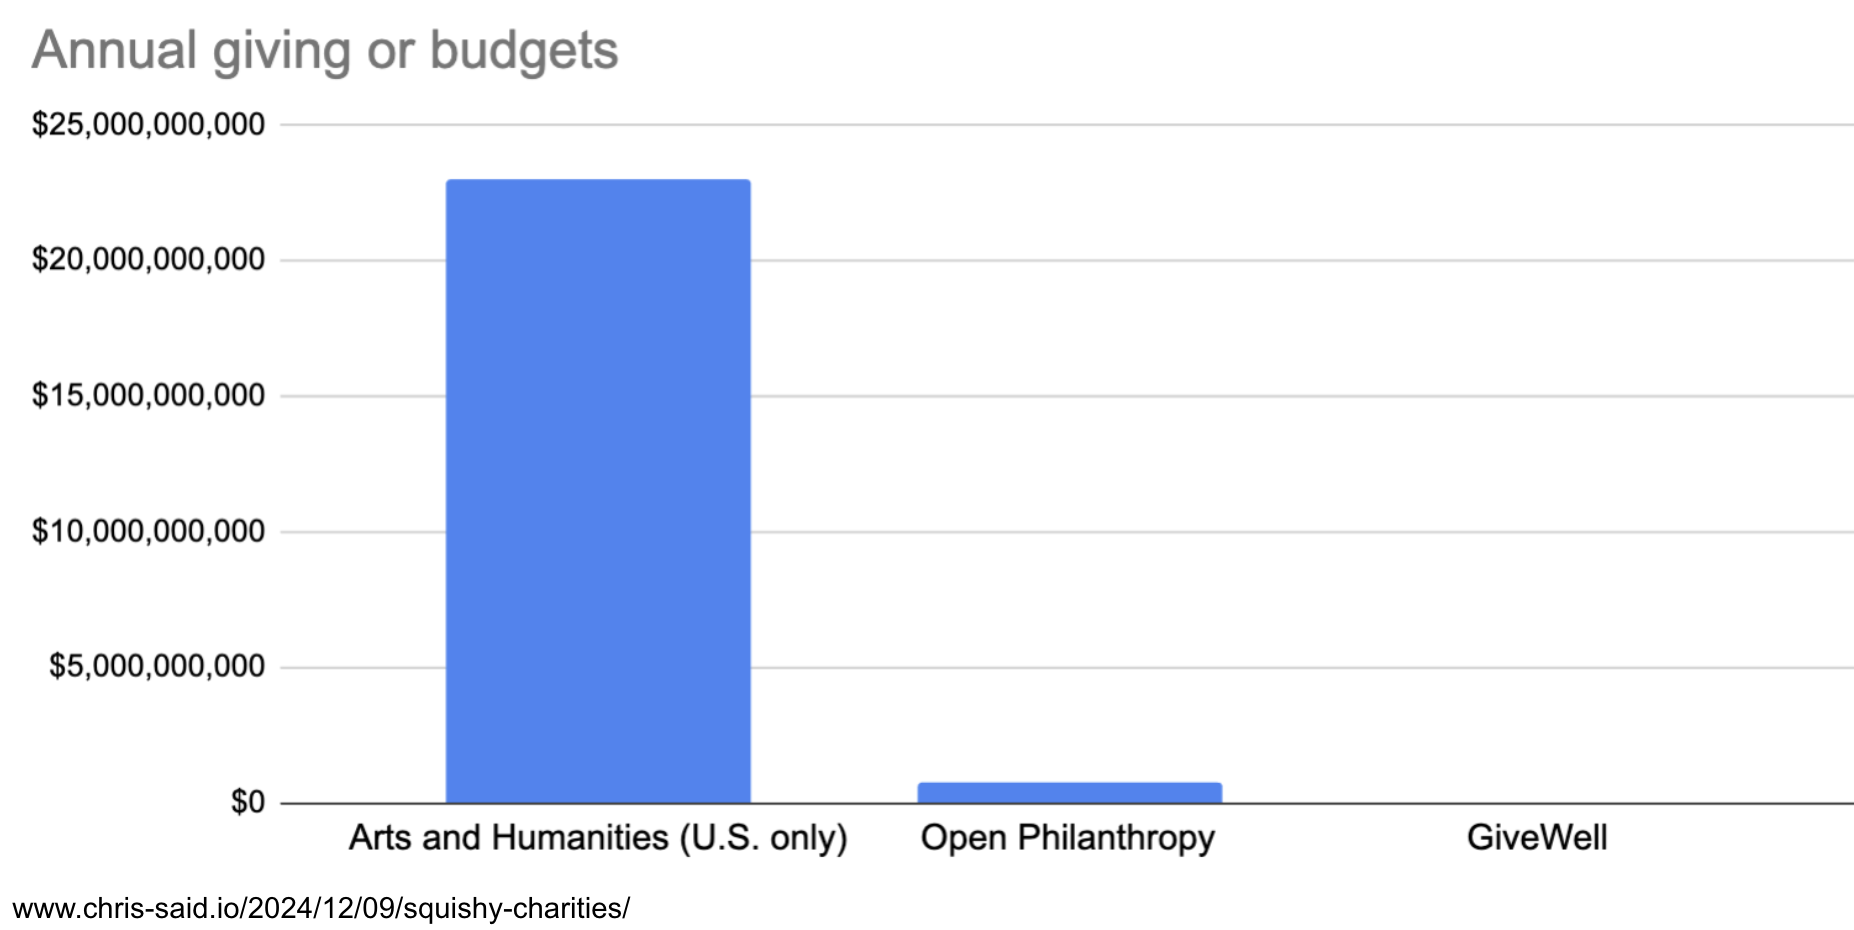 Annual giving or budgets
$25,000,000,000
$20,000,000,000
$15,000,000,000
$10,000,000,000
$5,000,000,000
$0
Arts and Humanities (U.S. only)
Open Philanthropy
GiveWell
www.chris-said.io/2024/12/09/squishy-charities/